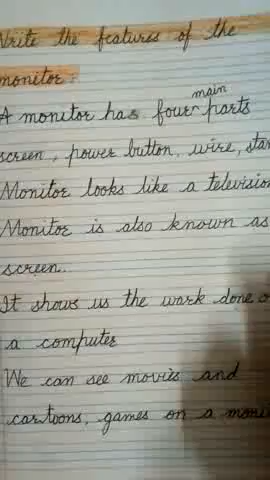 Write the features of the
monitor:
main
A monitor has four parts
screen, power button, wire, stan
Monitor looks like a television
Monitor is also known as
screen.
It shows us the work done o
a computer
We can see movies and
cartoons, games on a moni